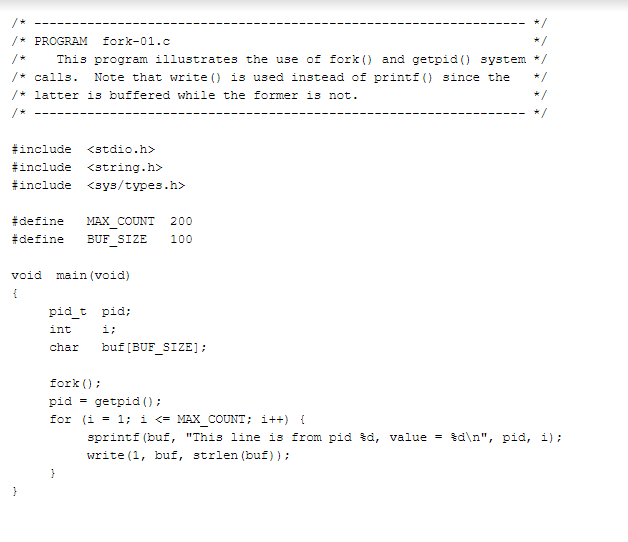 /* ----------------------------------------------------------------- */
/* PROGRAM  fork-01.c                                                */
/*    This program illustrates the use of fork() and getpid() system */
/* calls.  Note that write() is used instead of printf() since the   */
/* latter is buffered while the former is not.                       */
/* ----------------------------------------------------------------- */

#include  <stdio.h>
#include  <string.h>
#include  <sys/types.h>

#define   MAX_COUNT  200
#define   BUF_SIZE   100

void  main(void)
{
     pid_t  pid;
     int    i;
     char   buf[BUF_SIZE];

     fork();
     pid = getpid();
     for (i = 1; i <= MAX_COUNT; i++) {
          sprintf(buf, "This line is from pid %d, value = %d\n", pid, i);
          write(1, buf, strlen(buf));
     }
}